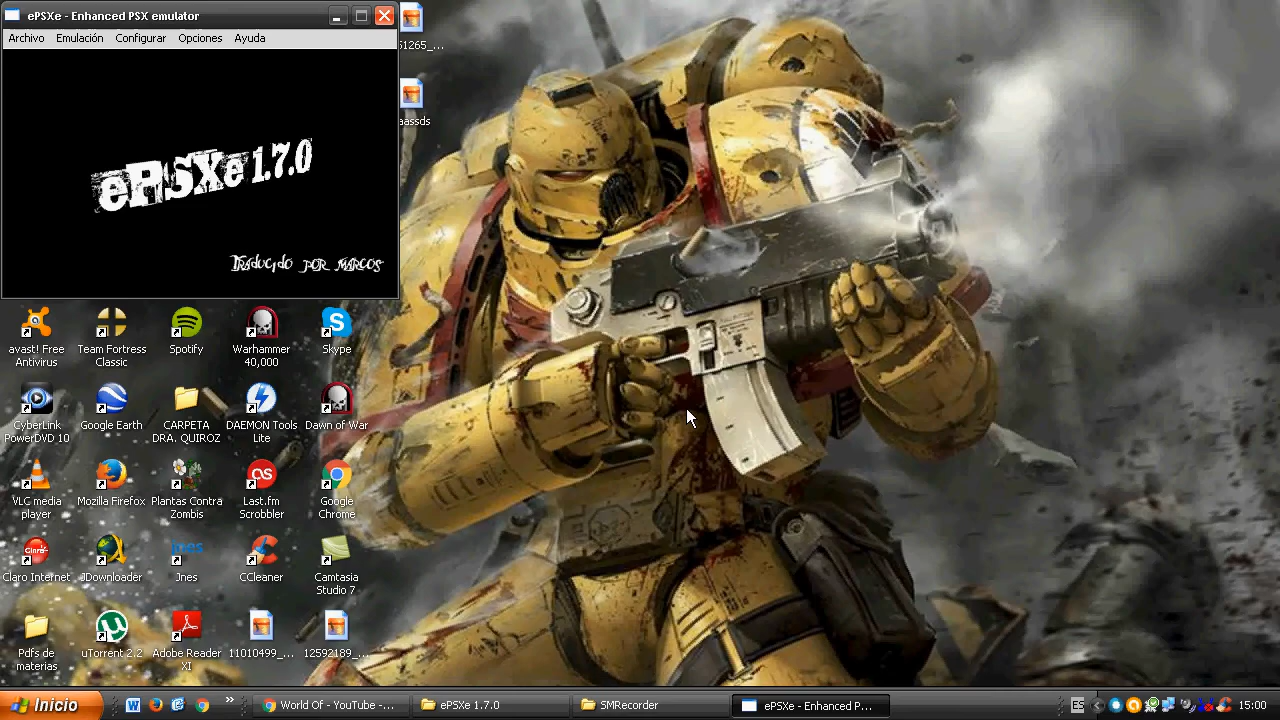 ePSXe - Enhanced PSX emulator
Archivo Emulación Configurar Opciones Ayuda
ePSXe 1.7.0
Traducido por Marcos
51265_...
aassds
avast! Free
Antivirus
Team Fortress
Classic
Spotify
Warhammer
40,000
Skype
CyberLink
PowerDVD 10
Google Earth
CARPETA
DRA. QUIROZ
DAEMON Tools
Lite
Dawn of War
VLC media
player
Mozilla Firefox
Plantas Contra
Zombis
Last.fm
Scrobbler
Google
Chrome
Claro Internet
JDownloader
jnes
Jnes
CCleaner
Camtasia
Studio 7
Pdfs de
materias
uTorrent 2.2
Adobe Reader
XI
11010499_...
12592189_...
Inicio
World Of - YouTube -...
ePSXe 1.7.0
SMRecorder
ePSXe - Enhanced P...
ES
15:00